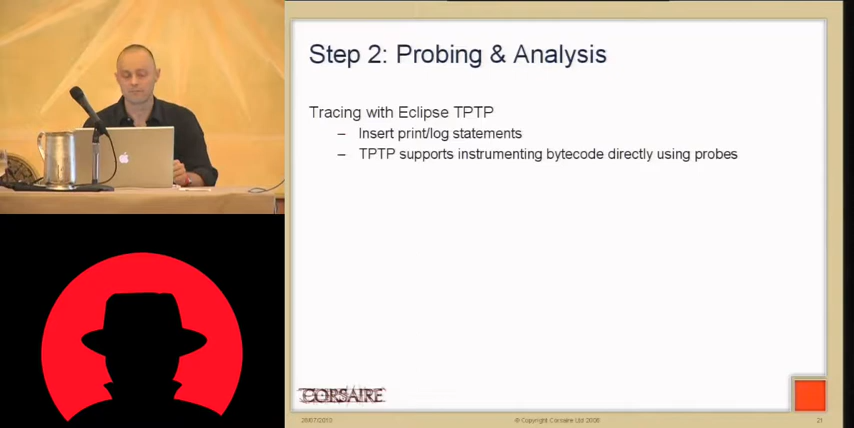 Step 2: Probing & Analysis
Tracing with Eclipse TPTP
– Insert print/log statements
– TPTP supports instrumenting bytecode directly using probes
CORSAIRE
© Copyright Corsaire Ltd 2006
21